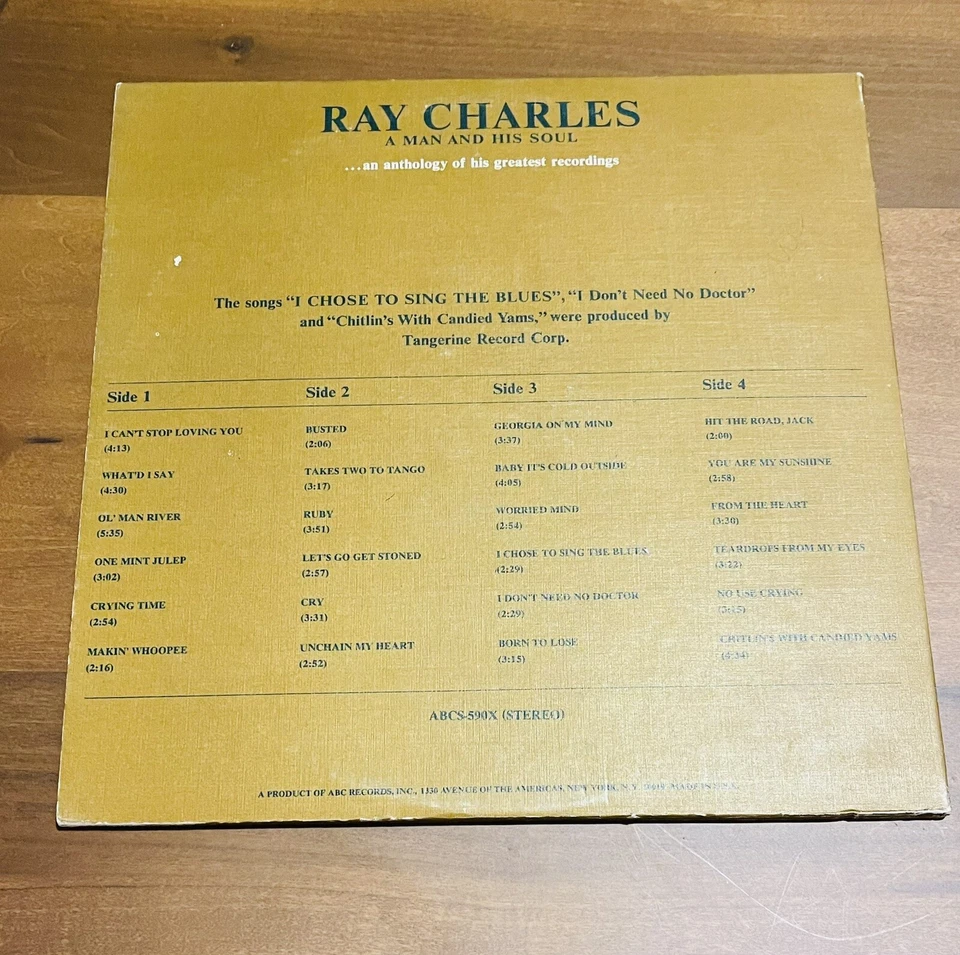 RAY CHARLES
A MAN AND HIS SOUL
...an anthology of his greatest recordings
The songs “I CHOSE TO SING THE BLUES”, “I Don't Need No Doctor”
and “Chitlin's With Candied Yams,” were produced by
Tangerine Record Corp.
Side 1
I CAN'T STOP LOVING YOU
(4:13)
WHAT'D I SAY
(4:30)
OL' MAN RIVER
(5:35)
ONE MINT JULEP
(3:02)
CRYING TIME
(2:54)
MAKIN' WHOOPEE
(2:16)
Side 2
BUSTED
(2:06)
TAKES TWO TO TANGO
(3:17)
RUBY
(3:51)
LET'S GO GET STONED
(2:57)
CRY
(3:31)
UNCHAIN MY HEART
(2:52)
Side 3
GEORGIA ON MY MIND
(3:37)
BABY IT'S COLD OUTSIDE
(4:05)
WORRIED MIND
(2:54)
I CHOSE TO SING THE BLUES
(2:29)
I DON'T NEED NO DOCTOR
(2:29)
BORN TO LOSE
(3:15)
Side 4
HIT THE ROAD, JACK
(2:00)
YOU ARE MY SUNSHINE
(2:58)
FROM THE HEART
(3:30)
TEARDROPS FROM MY EYES
(3:22)
NO USE CRYING
(3:15)
CHITLIN'S WITH CANDIED YAMS
(4:34)
ABCS-590X (STEREO)
A PRODUCT OF ABC RECORDS, INC., 1330 AVENUE OF THE AMERICAS, NEW YORK, N.Y. MADE IN